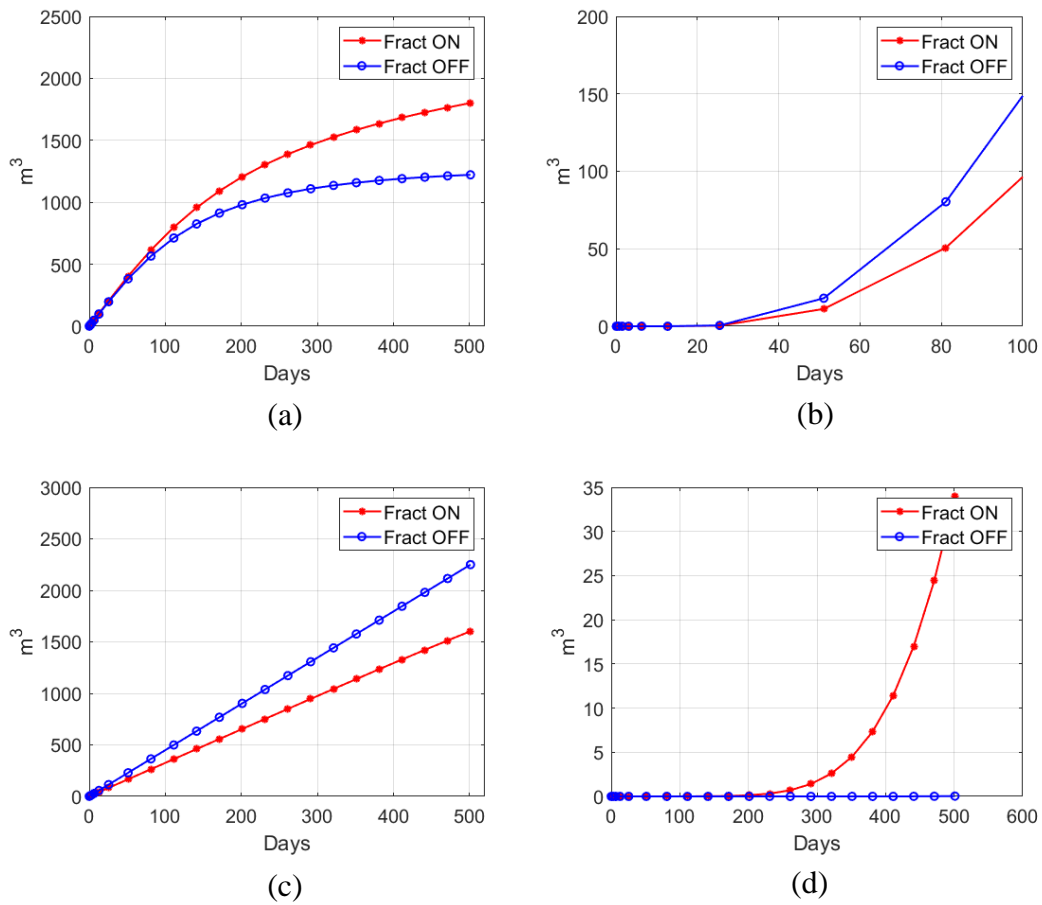 2500
2000
1500
1000
500
0
m³
0 100 200 300 400 500
Days
Fract ON
Fract OFF
(a)
200
150
100
50
0
m³
0 20 40 60 80 100
Days
Fract ON
Fract OFF
(b)
3000
2500
2000
1500
1000
500
0
m³
0 100 200 300 400 500
Days
Fract ON
Fract OFF
(c)
35
30
25
20
15
10
5
0
m³
0 100 200 300 400 500 600
Days
Fract ON
Fract OFF
(d)